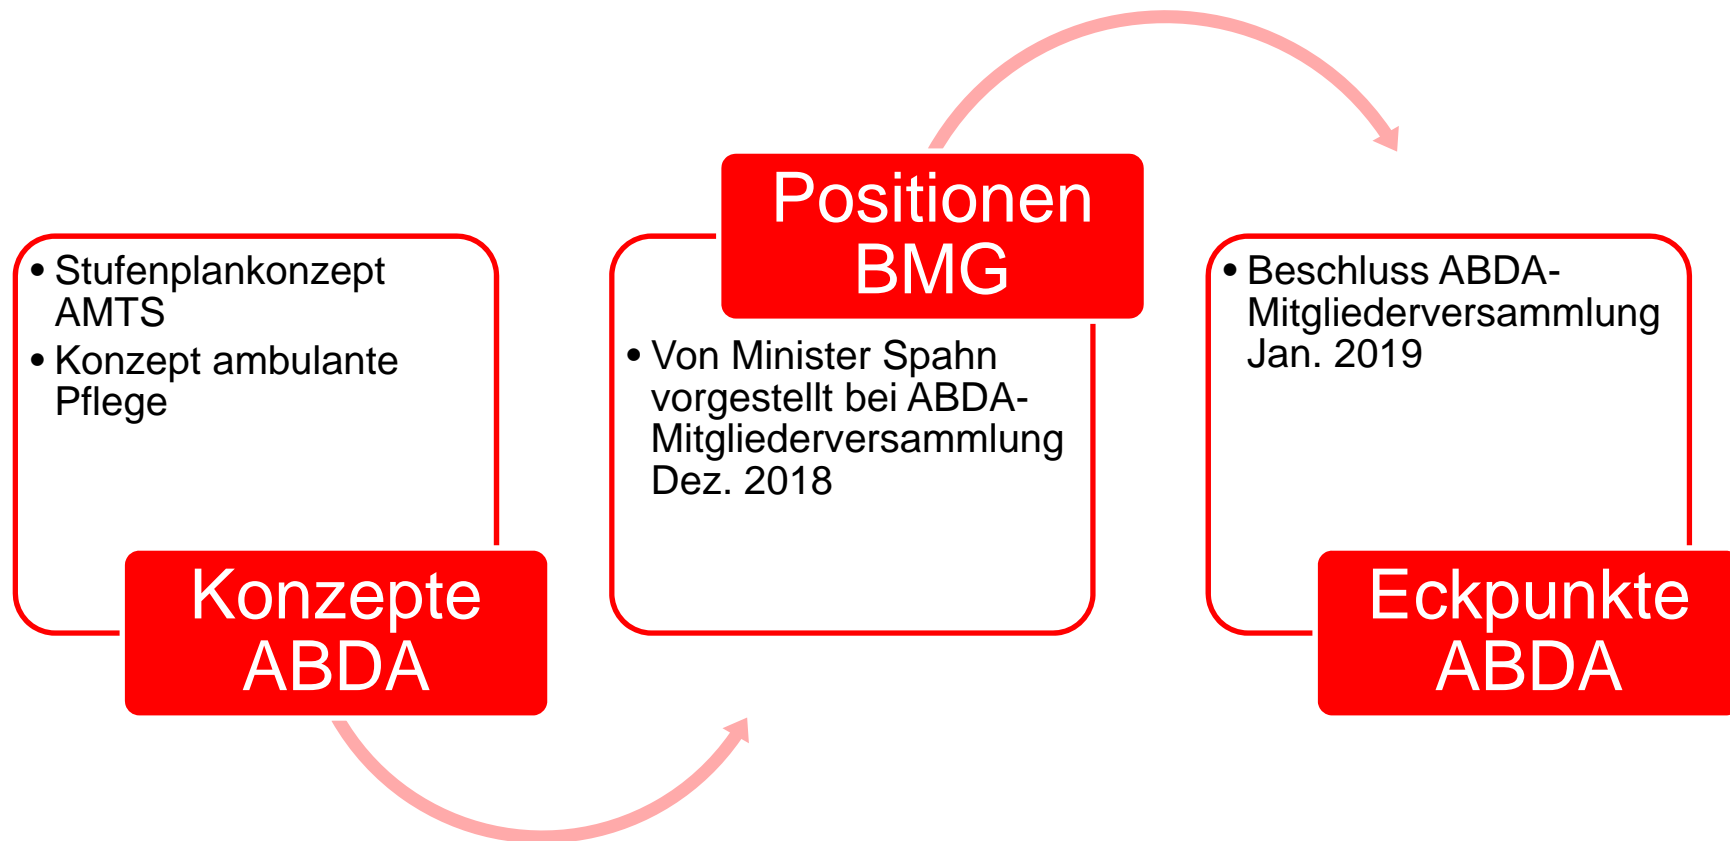 • Stufenplankonzept
AMTS
• Konzept ambulante
Pflege
Konzepte
ABDA
Positionen
BMG
• Von Minister Spahn
vorgestellt bei ABDA-
Mitgliederversammlung
Dez. 2018
• Beschluss ABDA-
Mitgliederversammlung
Jan. 2019
Eckpunkte
ABDA